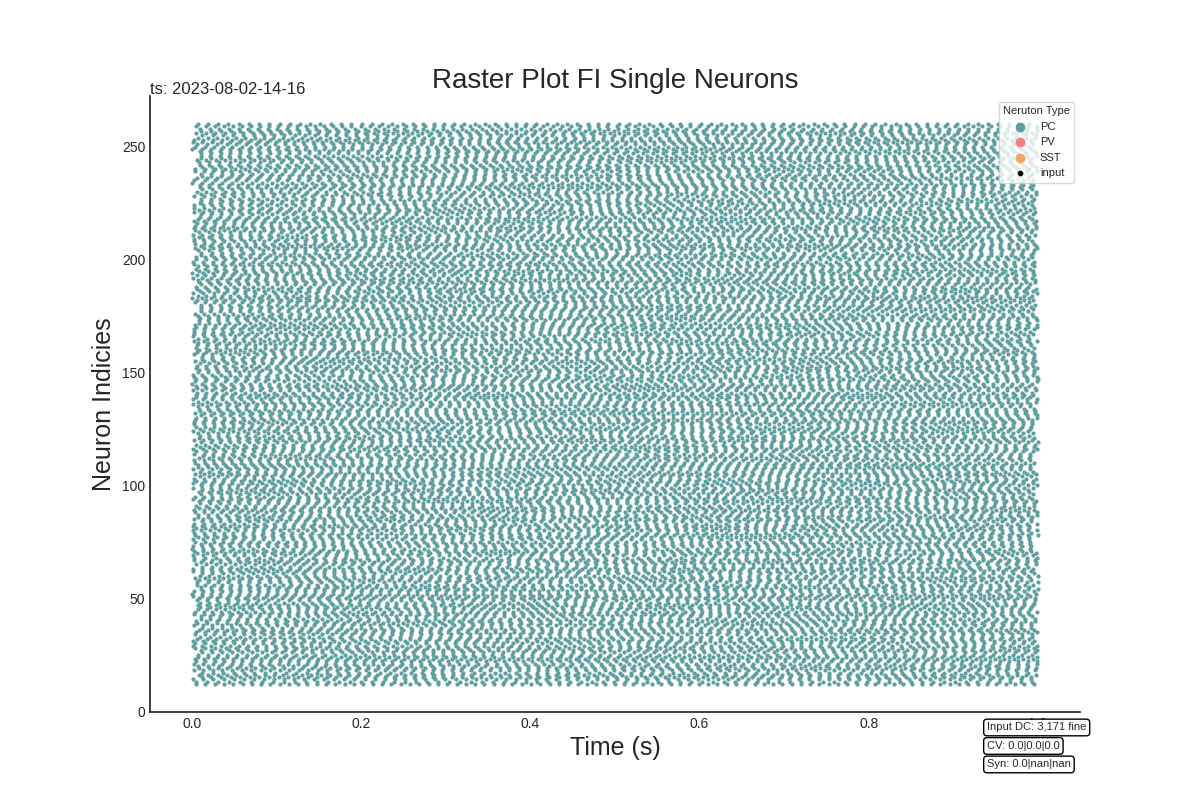 Raster Plot FI Single Neurons
ts: 2023-08-02-14-16
Neruton Type
PC
PV
SST
input
250
200
150
100
50
0
Neuron Indicies
0.0 0.2 0.4 0.6 0.8
Time (s)
Input DC: 3,171 fine
CV: 0.0|0.0|0.0
Syn: 0.0|nan|nan